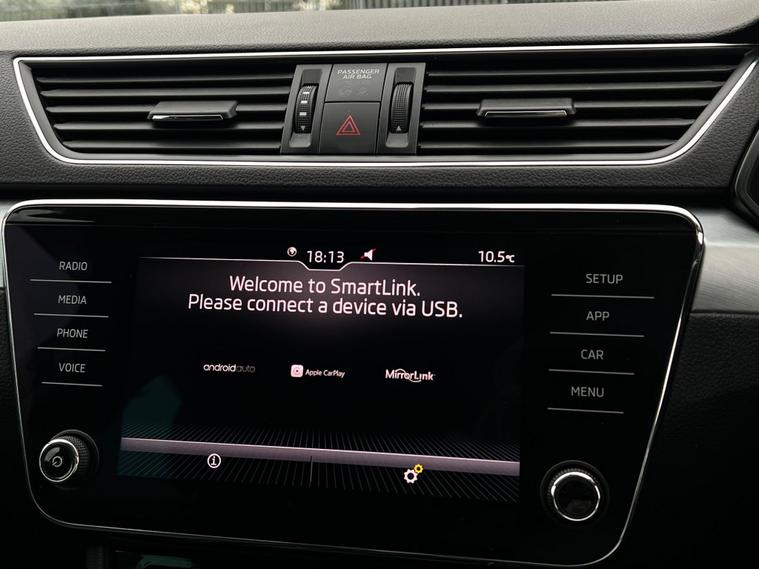 PASSENGER
AIR BAG
18:13
10.5°C
RADIO
MEDIA
PHONE
VOICE
Welcome to SmartLink.
Please connect a device via USB.
androidauto
Apple CarPlay
MirrorLink
SETUP
APP
CAR
MENU